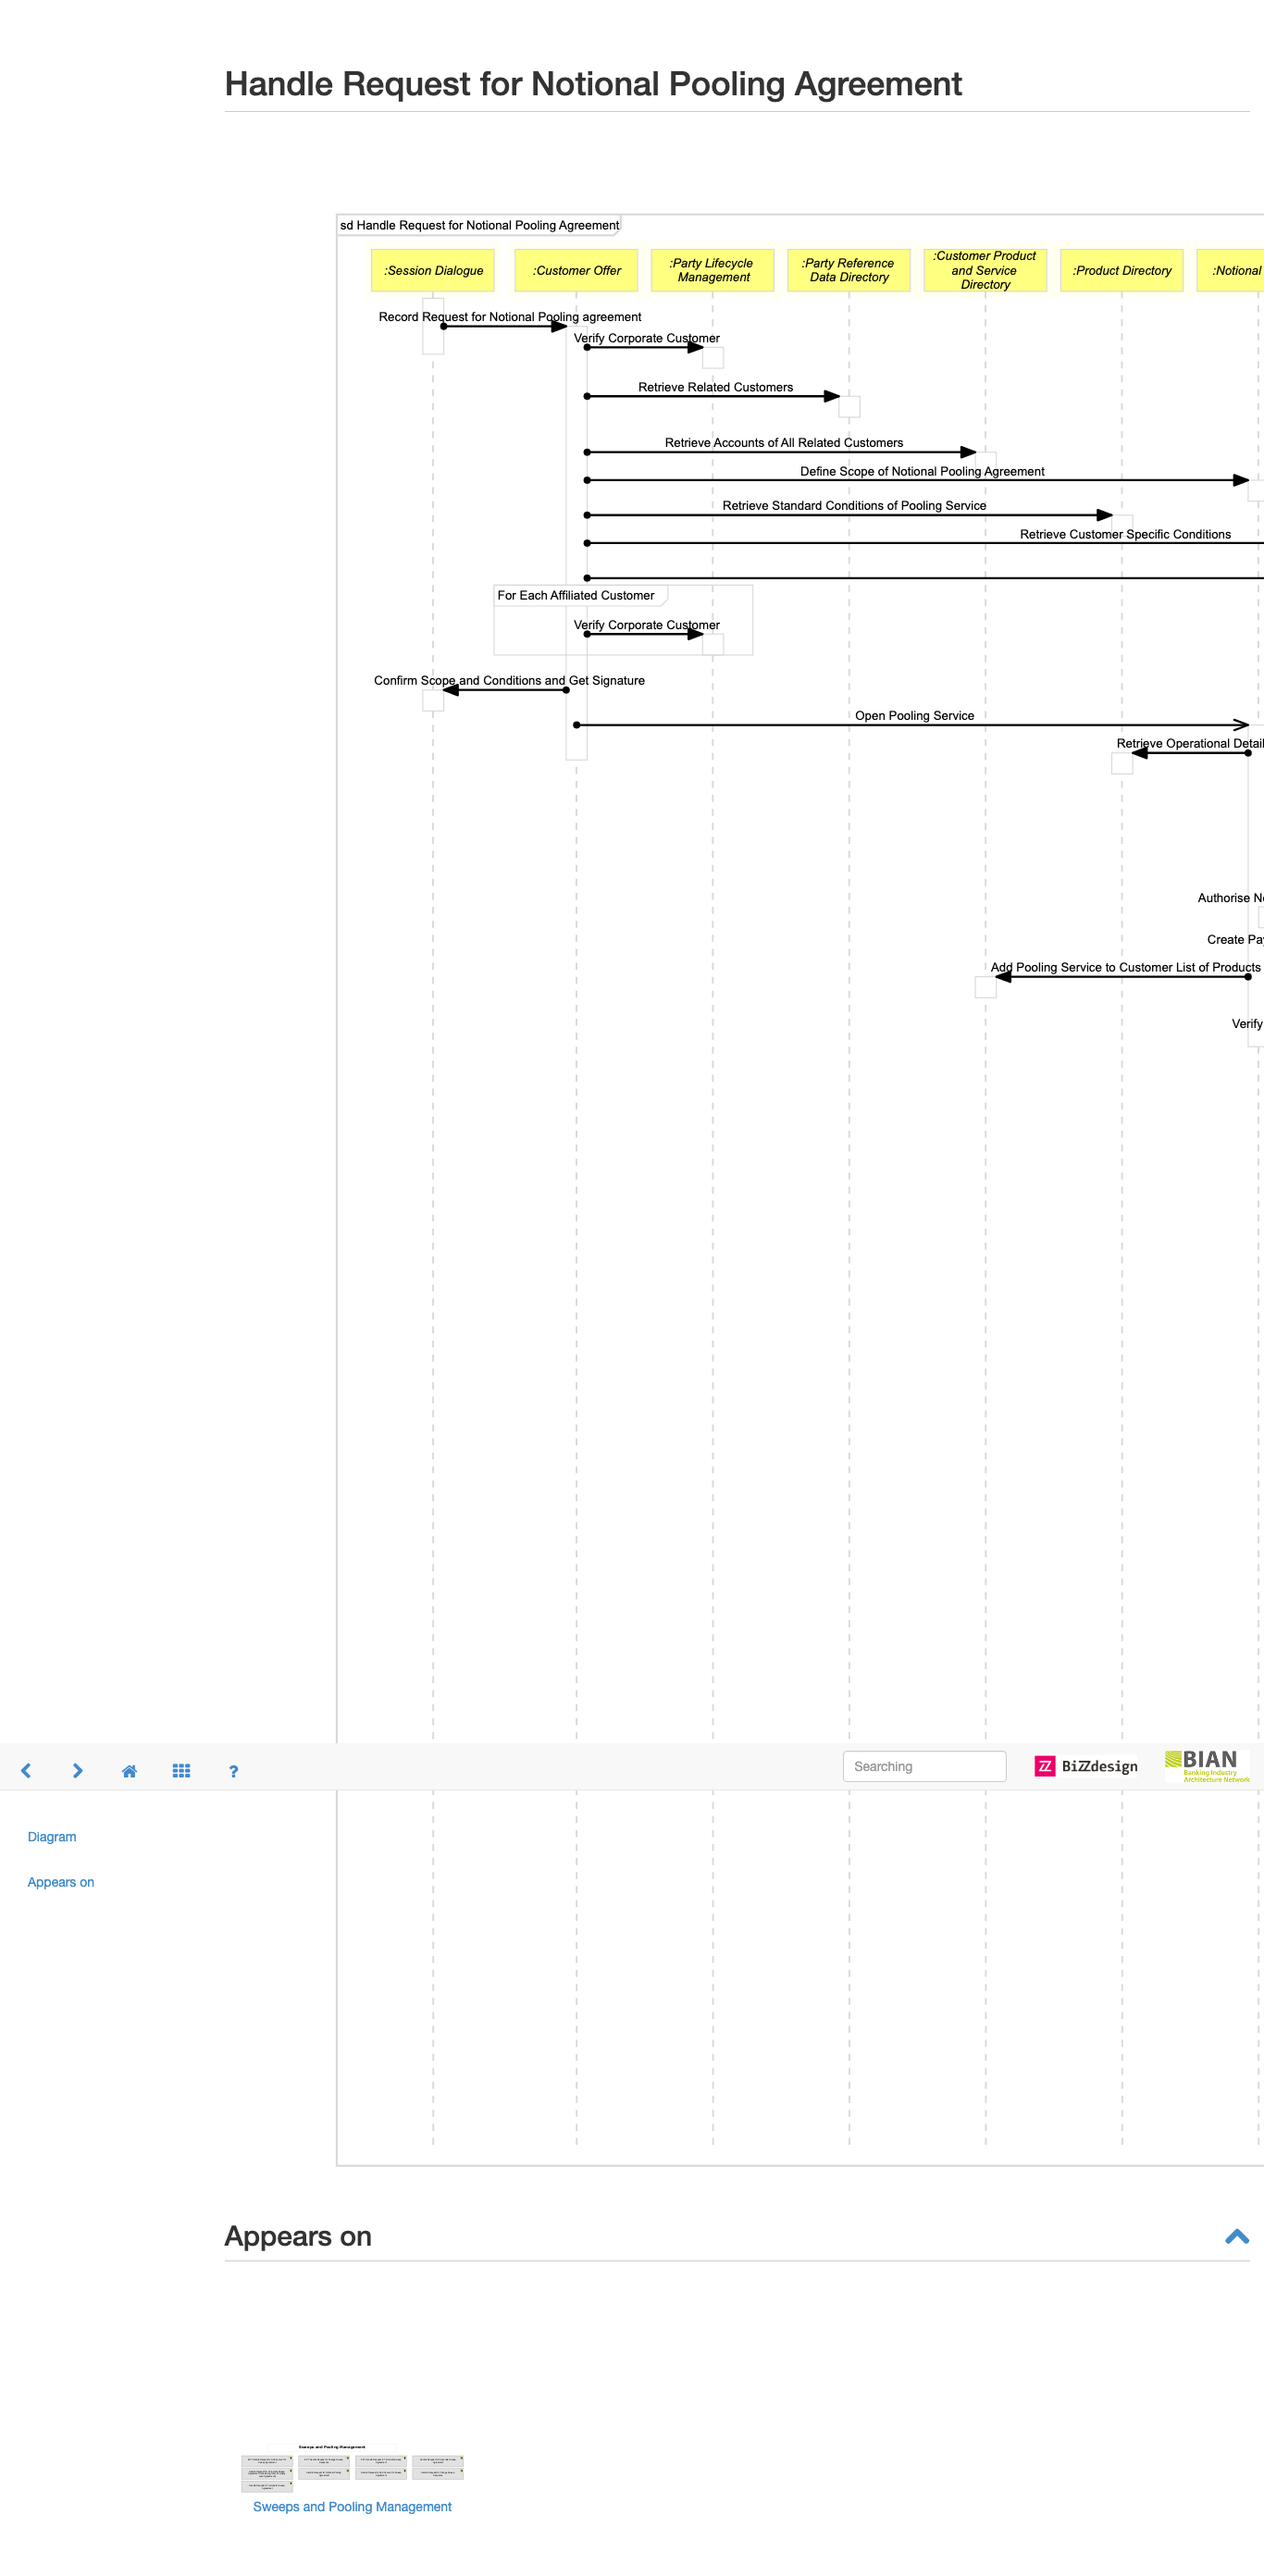 Handle Request for Notional Pooling Agreement
sd Handle Request for Notional Pooling Agreement
:Session Dialogue
:Customer Offer
:Party Lifecycle
Management
:Party Reference
Data Directory
:Customer Product
and Service
Directory
:Product Directory
:Notional
Record Request for Notional Pooling agreement
Verify Corporate Customer
Retrieve Related Customers
Retrieve Accounts of All Related Customers
Define Scope of Notional Pooling Agreement
Retrieve Standard Conditions of Pooling Service
Retrieve Customer Specific Conditions
For Each Affiliated Customer
Verify Corporate Customer
Confirm Scope and Conditions and Get Signature
Open Pooling Service
Retrieve Operational Detail
Authorise
Create
Add Pooling Service to Customer List of Products
Verify
?
Searching
ZZ BiZZdesign
BIAN
Banking Industry
Architecture Network
Diagram
Appears on
Appears on
Sweeps and Pooling Management
Sweeps and Pooling Management